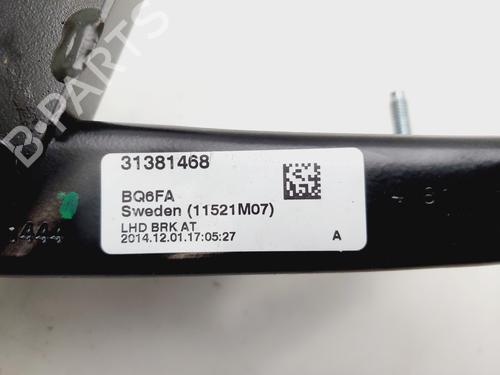 B-PARTS
31381468
BQ6FA
Sweden (11521M07)
LHD BRK AT
2014.12.01.17:05:27
A